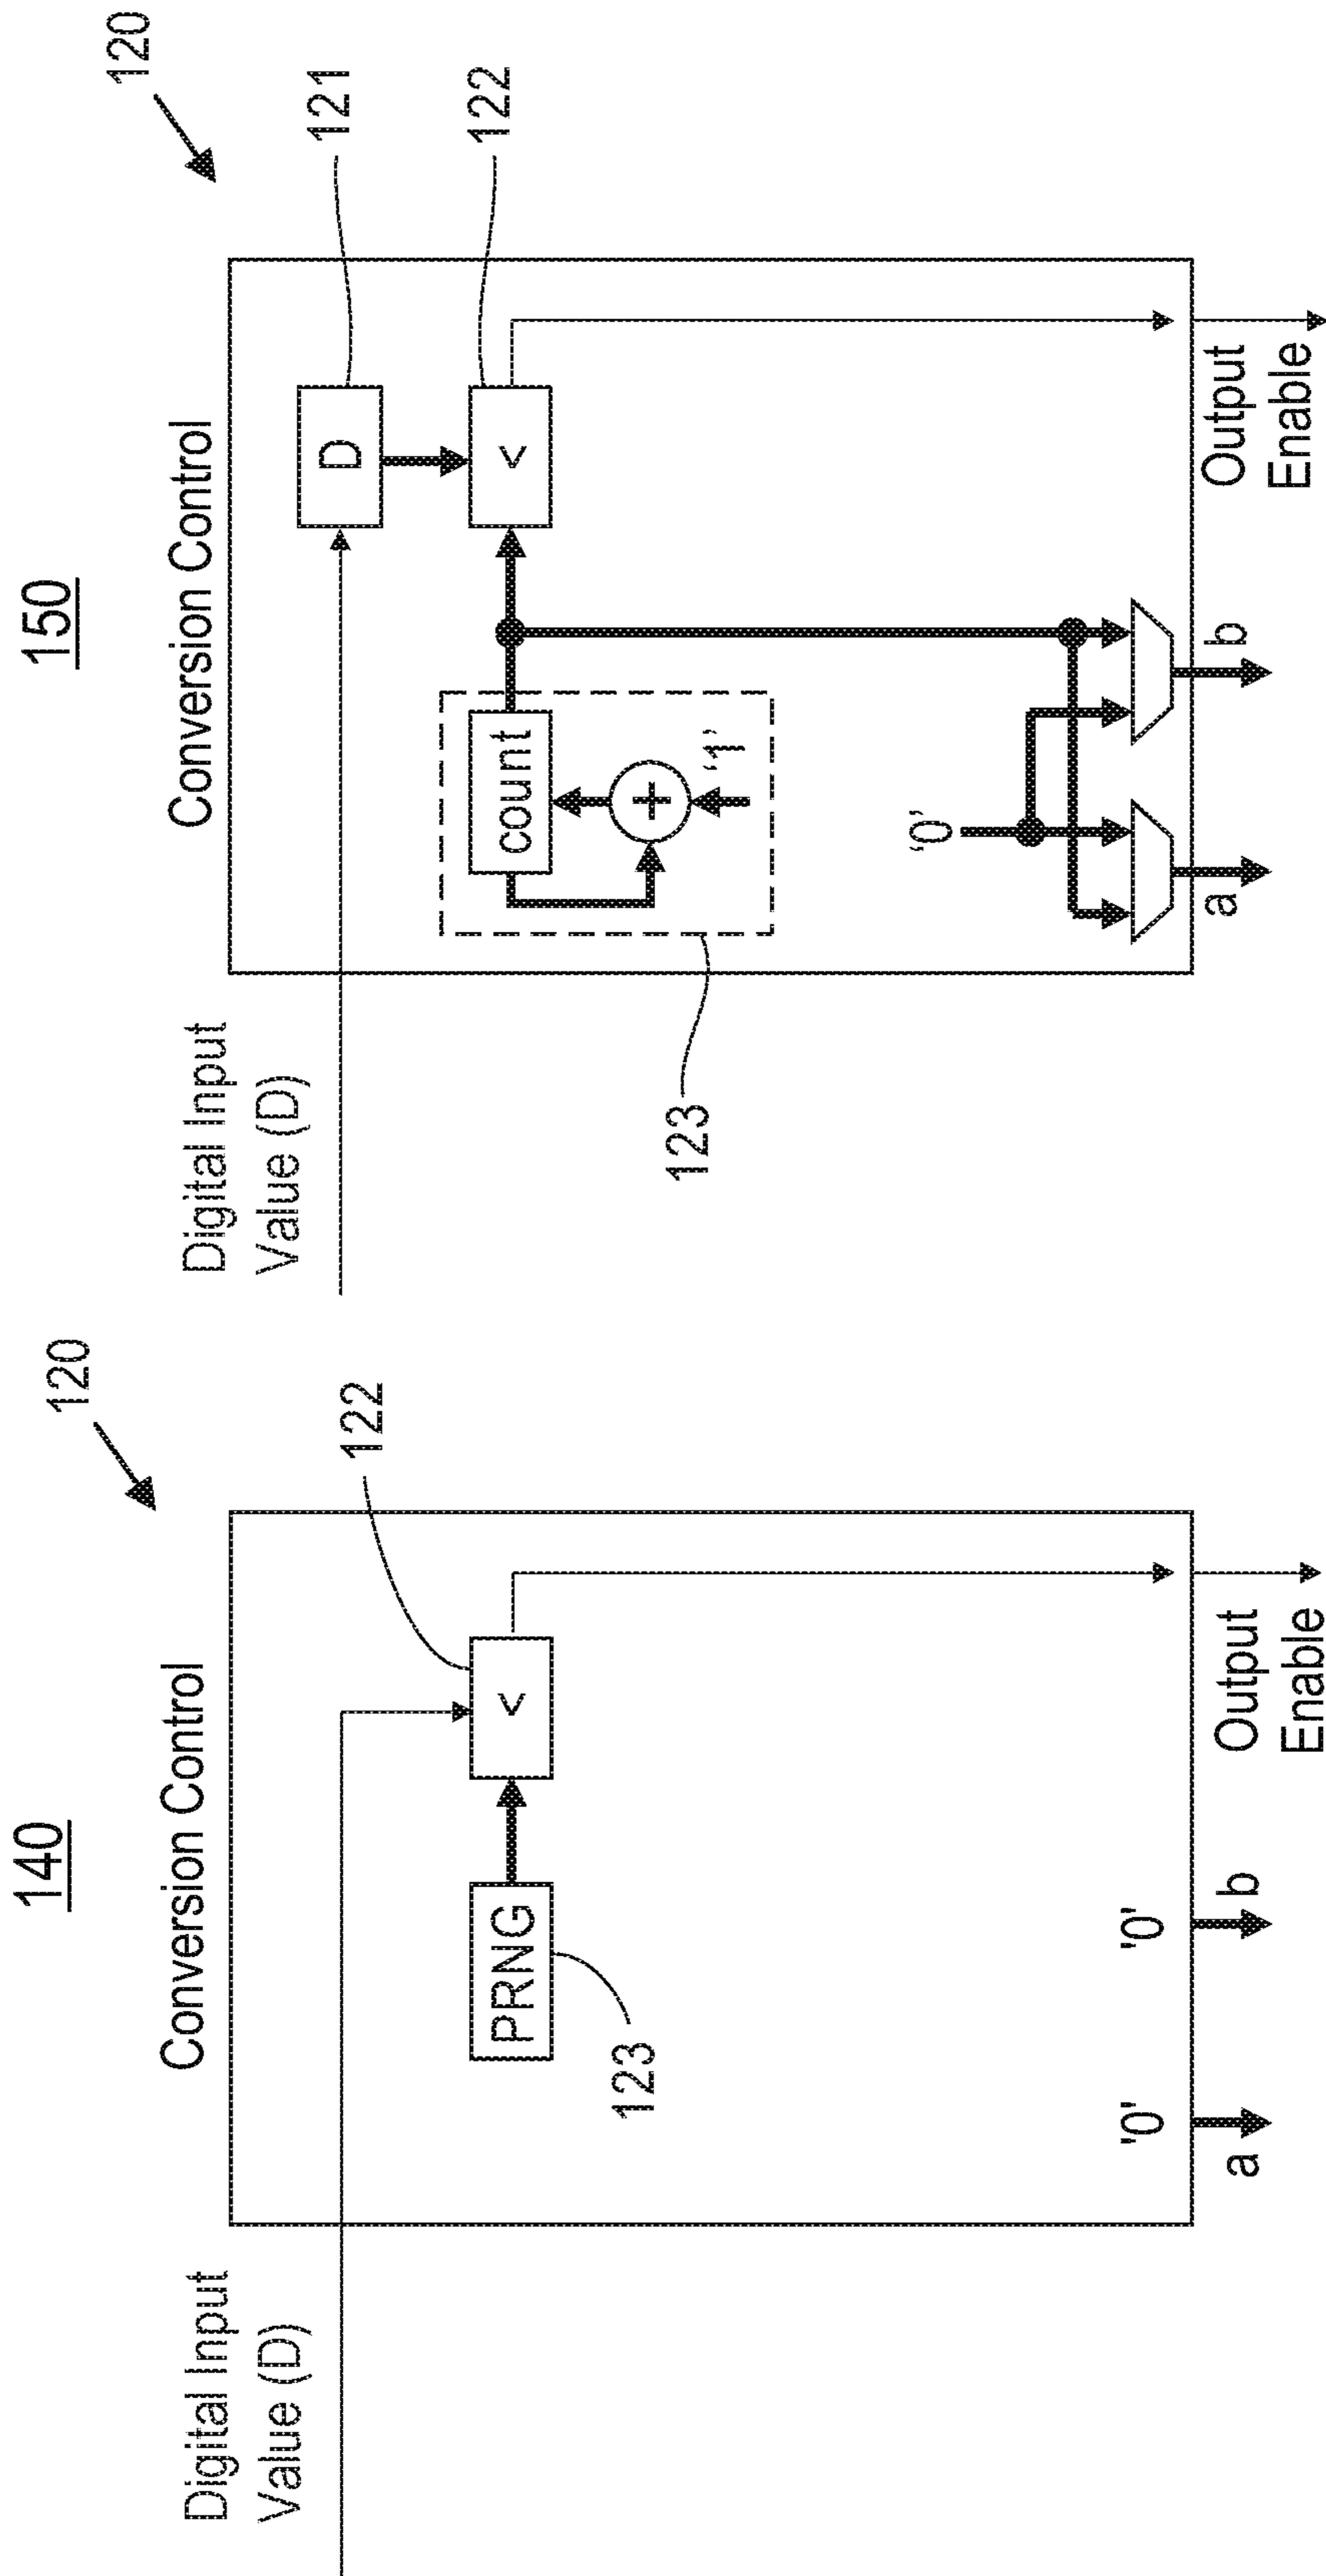 140
120
Conversion Control
Digital Input
Value (D)
122
<
PRNG
123
'0'
'0'
a
b
Output
Enable
150
120
Conversion Control
Digital Input
Value (D)
121
D
122
<
count
+
'1'
123
'0'
a
b
Output
Enable